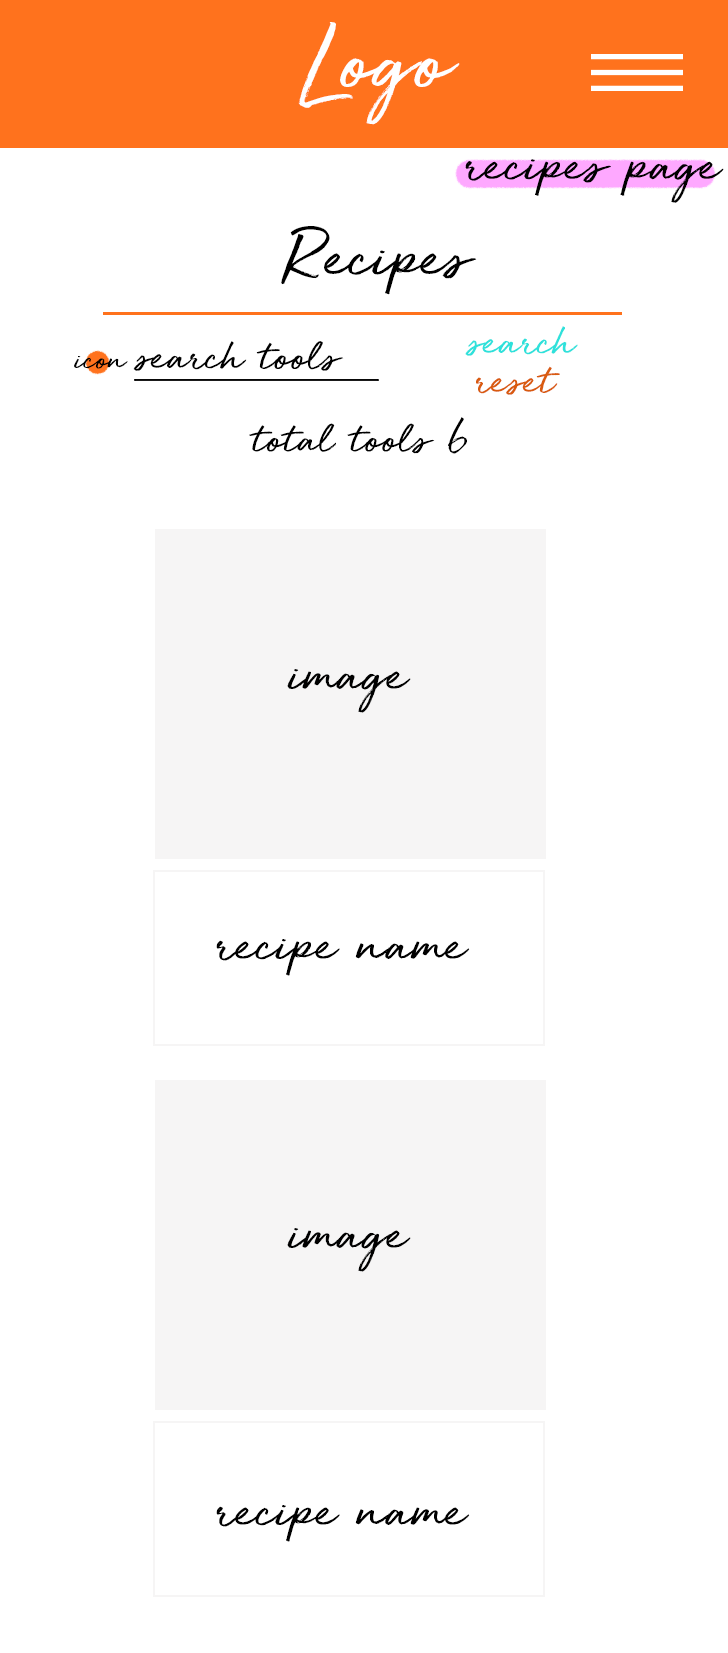 Logo
recipes page
Recipes
icon search tools
search
reset
total tools 6
image
recipe name
image
recipe name